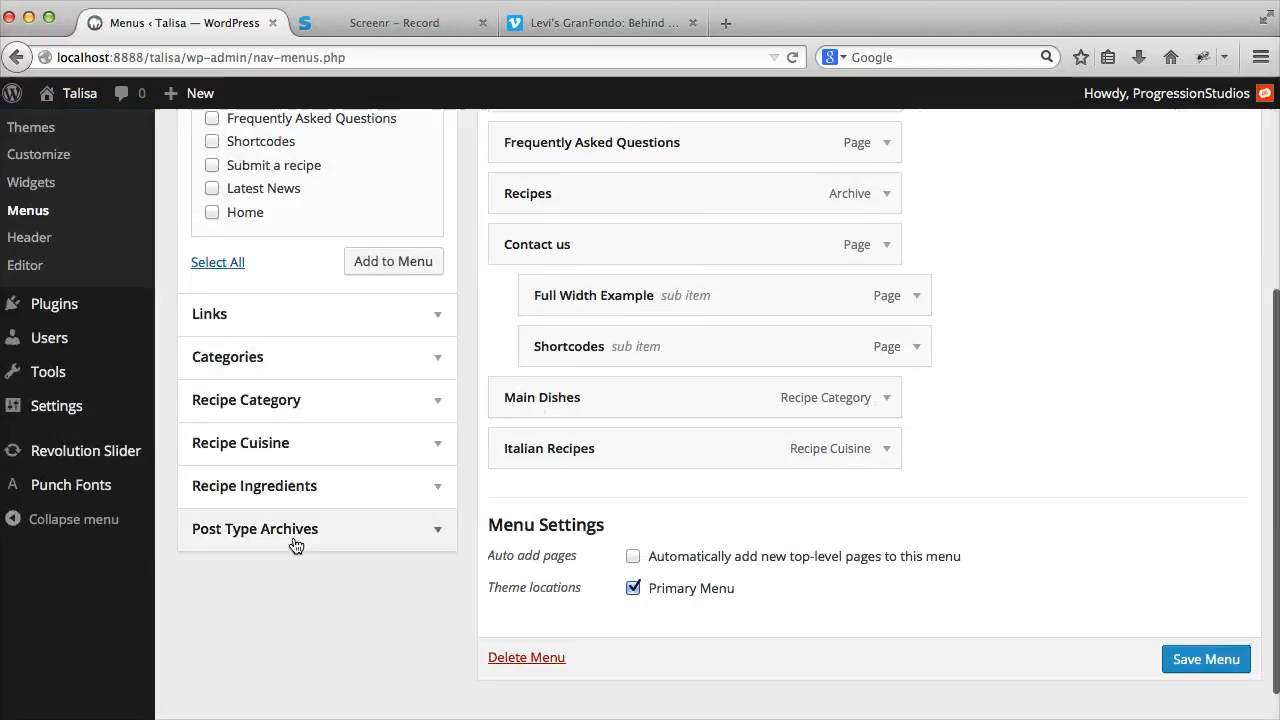 Menus ‹ Talisa — WordPress
Screenr – Record
Levi's GranFondo: Behind ...
localhost:8888/talisa/wp-admin/nav-menus.php
Google
Talisa
0
New
Howdy, ProgressionStudios
Themes
Customize
Widgets
Menus
Header
Editor
Plugins
Users
Tools
Settings
Revolution Slider
Punch Fonts
Collapse menu
Frequently Asked Questions
Shortcodes
Submit a recipe
Latest News
Home
Select All
Add to Menu
Links
Categories
Recipe Category
Recipe Cuisine
Recipe Ingredients
Post Type Archives
Frequently Asked Questions Page
Recipes Archive
Contact us Page
Full Width Example sub item Page
Shortcodes sub item Page
Main Dishes Recipe Category
Italian Recipes Recipe Cuisine
Menu Settings
Auto add pages Automatically add new top-level pages to this menu
Theme locations Primary Menu
Delete Menu
Save Menu